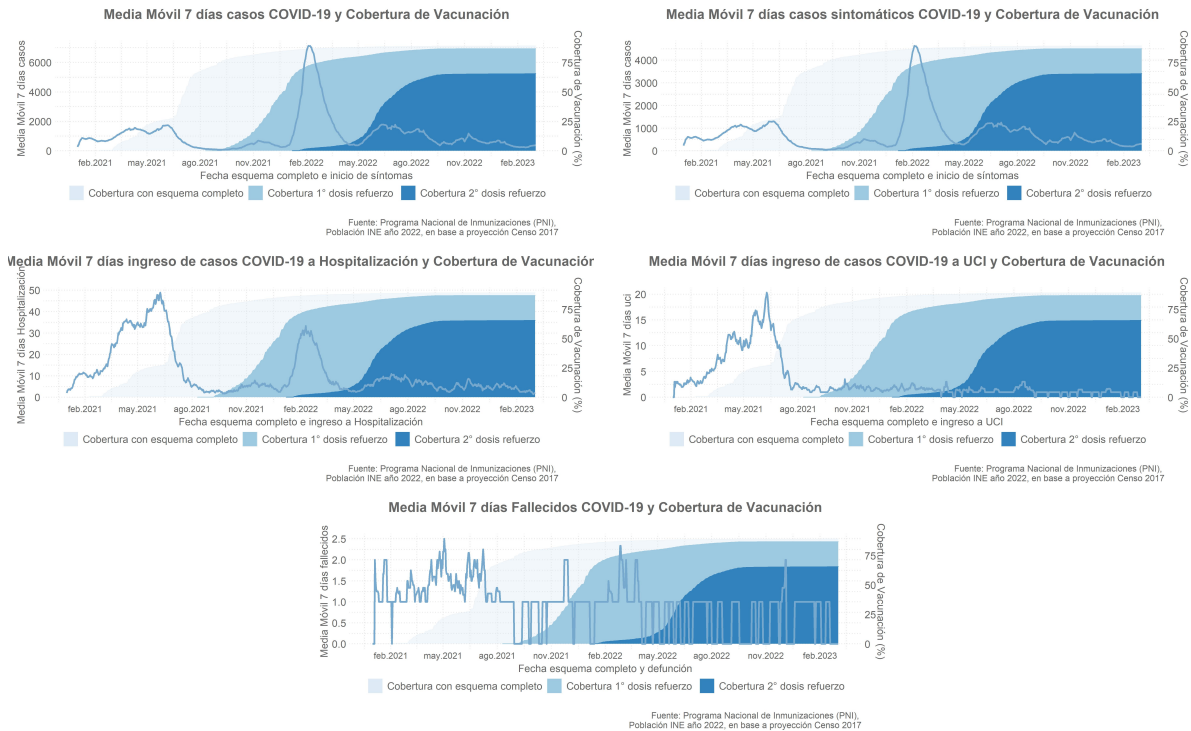 Media Móvil 7 días casos COVID-19 y Cobertura de Vacunación
Media Móvil 7 días casos
6000
4000
2000
0
75
50
25
0
Cobertura de Vacunación (%)
feb.2021 may.2021 ago.2021 nov.2021 feb.2022 may.2022 ago.2022 nov.2022 feb.2023
Fecha esquema completo e inicio de síntomas
Cobertura con esquema completo Cobertura 1° dosis refuerzo Cobertura 2° dosis refuerzo
Fuente: Programa Nacional de Inmunizaciones (PNI),
Población INE año 2022, en base a proyección Censo 2017
Media Móvil 7 días casos sintomáticos COVID-19 y Cobertura de Vacunación
Media Móvil 7 días casos
4000
3000
2000
1000
0
75
50
25
0
Cobertura de Vacunación (%)
feb.2021 may.2021 ago.2021 nov.2021 feb.2022 may.2022 ago.2022 nov.2022 feb.2023
Fecha esquema completo e inicio de síntomas
Cobertura con esquema completo Cobertura 1° dosis refuerzo Cobertura 2° dosis refuerzo
Fuente: Programa Nacional de Inmunizaciones (PNI),
Población INE año 2022, en base a proyección Censo 2017
Media Móvil 7 días ingreso de casos COVID-19 a Hospitalización y Cobertura de Vacunación
Media Móvil 7 días Hospitalización
50
40
30
20
10
0
75
50
25
0
Cobertura de Vacunación (%)
feb.2021 may.2021 ago.2021 nov.2021 feb.2022 may.2022 ago.2022 nov.2022 feb.2023
Fecha esquema completo e ingreso a Hospitalización
Cobertura con esquema completo Cobertura 1° dosis refuerzo Cobertura 2° dosis refuerzo
Fuente: Programa Nacional de Inmunizaciones (PNI),
Población INE año 2022, en base a proyección Censo 2017
Media Móvil 7 días ingreso de casos COVID-19 a UCI y Cobertura de Vacunación
Media Móvil 7 días uci
20
15
10
5
0
75
50
25
0
Cobertura de Vacunación (%)
feb.2021 may.2021 ago.2021 nov.2021 feb.2022 may.2022 ago.2022 nov.2022 feb.2023
Fecha esquema completo e ingreso a UCI
Cobertura con esquema completo Cobertura 1° dosis refuerzo Cobertura 2° dosis refuerzo
Fuente: Programa Nacional de Inmunizaciones (PNI),
Población INE año 2022, en base a proyección Censo 2017
Media Móvil 7 días Fallecidos COVID-19 y Cobertura de Vacunación
Media Móvil 7 días fallecidos
2.5
2.0
1.5
1.0
0.5
0.0
75
50
25
0
Cobertura de Vacunación (%)
feb.2021 may.2021 ago.2021 nov.2021 feb.2022 may.2022 ago.2022 nov.2022 feb.2023
Fecha esquema completo y defunción
Cobertura con esquema completo Cobertura 1° dosis refuerzo Cobertura 2° dosis refuerzo
Fuente: Programa Nacional de Inmunizaciones (PNI),
Población INE año 2022, en base a proyección Censo 2017